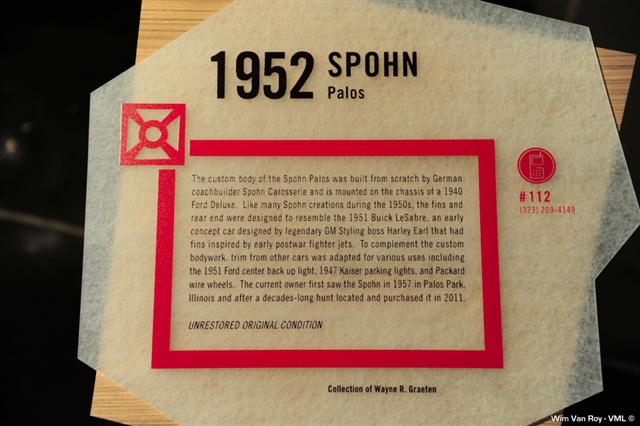 1952 SPOHN
Palos
The custom body of the Spohn Palos was built from scratch by German
coachbuilder Spohn Carosserie and is mounted on the chassis of a 1940
Ford Deluxe. Like many Spohn creations during the 1950s, the fins and
rear end were designed to resemble the 1951 Buick LeSabre, an early
concept car designed by legendary GM Styling boss Harley Earl that had
fins inspired by early postwar fighter jets. To complement the custom
bodywork, trim from other cars was adapted for various uses including
the 1951 Ford center back up light, 1947 Kaiser parking lights, and Packard
wire wheels. The current owner first saw the Spohn in 1957 in Palos Park,
Illinois and after a decades-long hunt located and purchased it in 2011.
UNRESTORED ORIGINAL CONDITION
#112
(323) 209-4149
Collection of Wayne R. Graefen
Wim Van Roy - VML ©